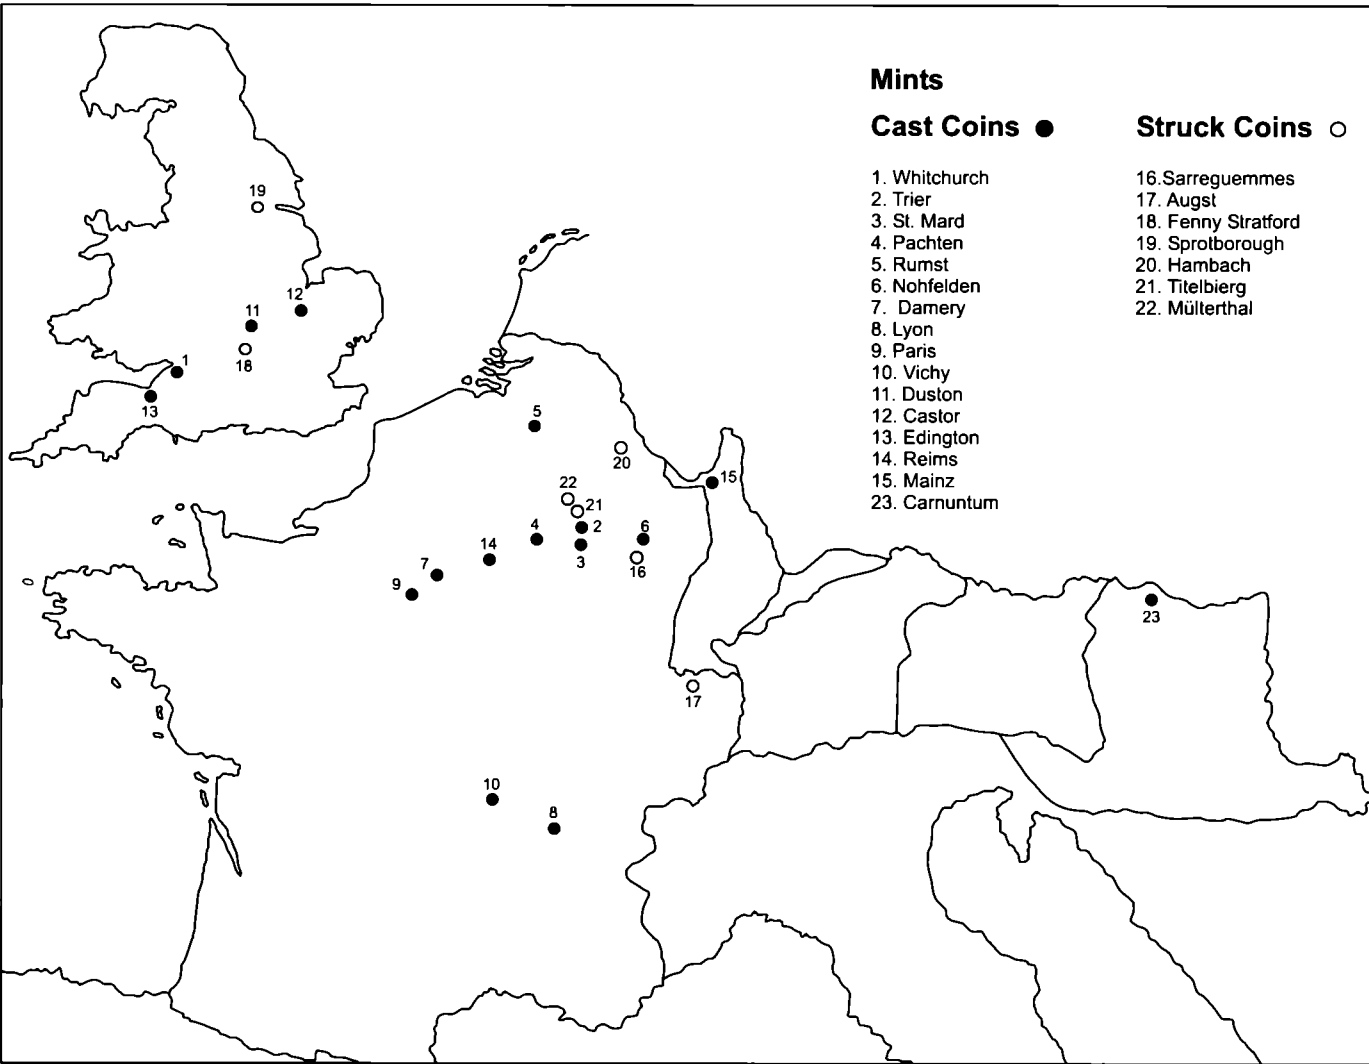 Mints
Cast Coins
1. Whitchurch
2. Trier
3. St. Mard
4. Pachten
5. Rumst
6. Nohfelden
7. Damery
8. Lyon
9. Paris
10. Vichy
11. Duston
12. Castor
13. Edington
14. Reims
15. Mainz
23. Carnuntum
Struck Coins
16.Sarreguemmes
17. Augst
18. Fenny Stratford
19. Sprotborough
20. Hambach
21. Titelbierg
22. Mülterthal
19
12
11
18
1
13
5
20
22
21
2
15
4
6
3
16
14
7
9
23
17
10
8